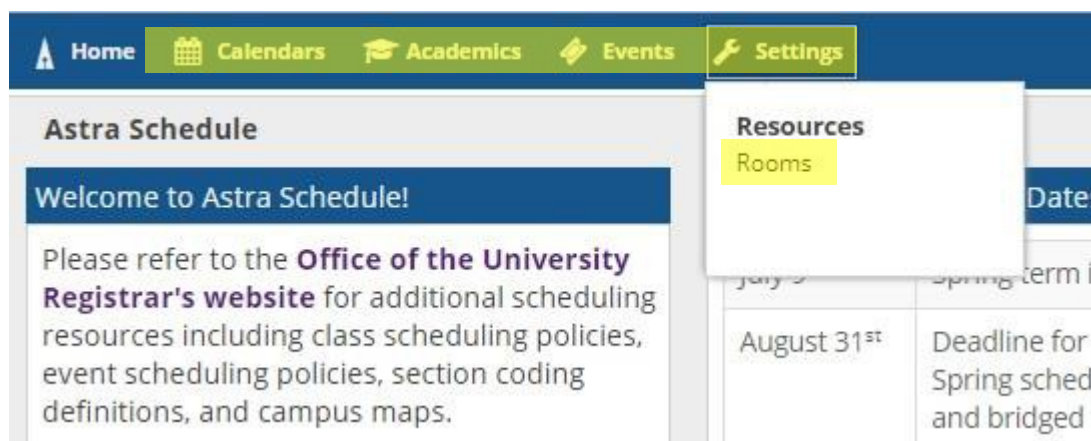 Home Calendars Academics Events Settings
Astra Schedule
Resources
Rooms
Welcome to Astra Schedule!
Date
Please refer to the Office of the University
Registrar's website for additional scheduling
resources including class scheduling policies,
event scheduling policies, section coding
definitions, and campus maps.
Spring term
August 31st
Deadline for
Spring sched
and bridged